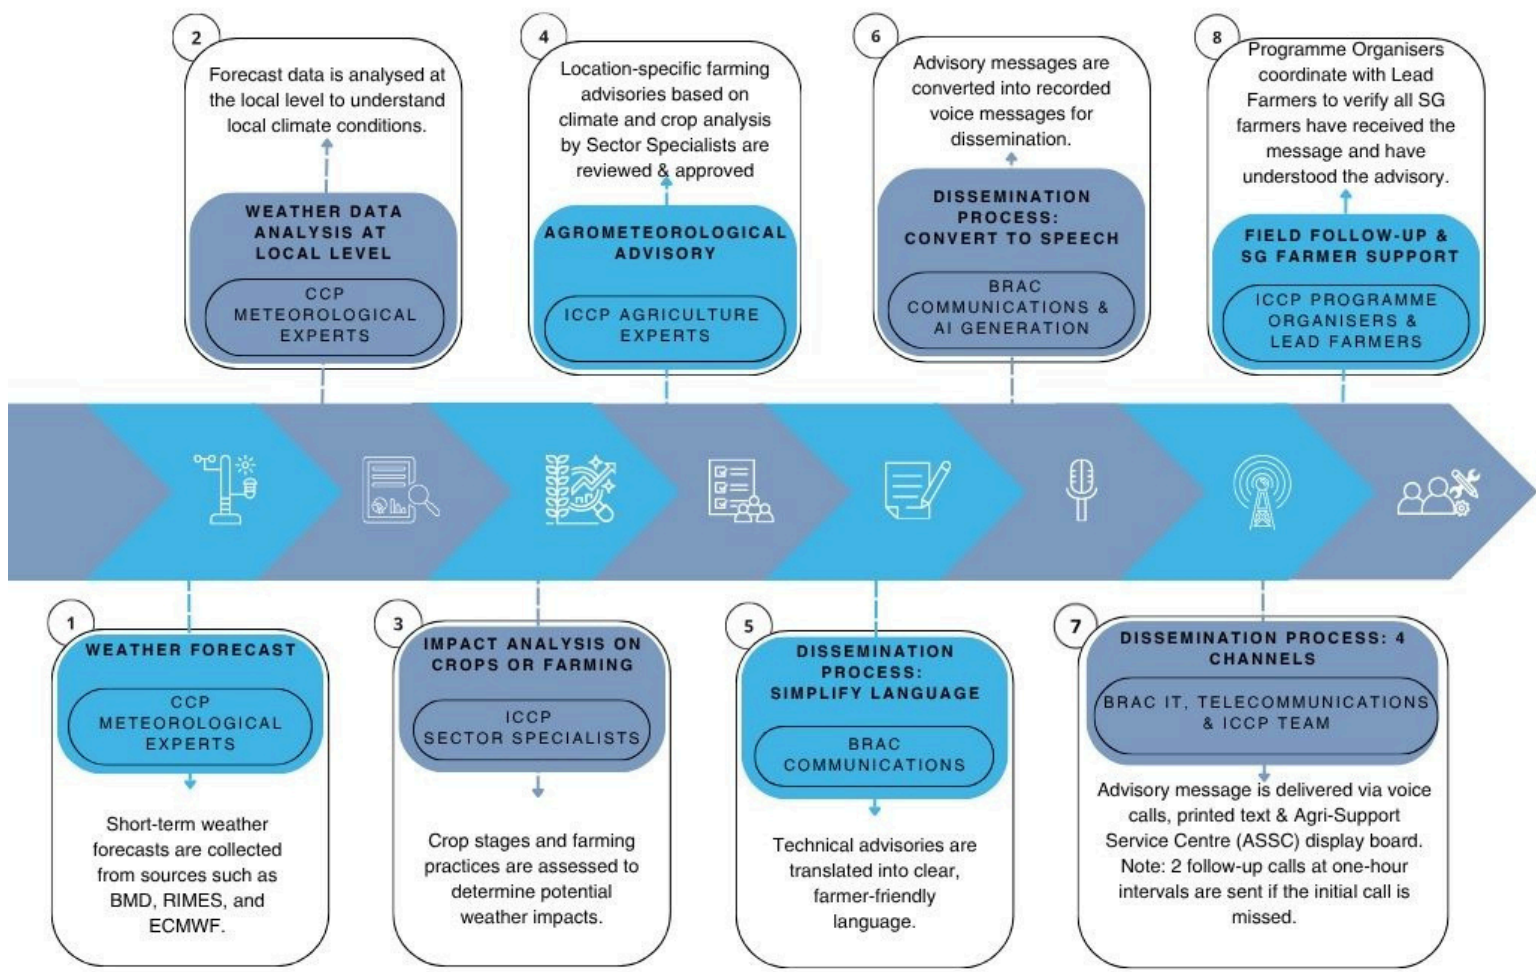 2
Forecast data is analysed at
the local level to understand
local climate conditions.
WEATHER DATA
ANALYSIS AT
LOCAL LEVEL
CCP
METEOROLOGICAL
EXPERTS
4
Location-specific farming
advisories based on
climate and crop analysis
by Sector Specialists are
reviewed & approved
AGROMETEOROLOGICAL
ADVISORY
ICCP AGRICULTURE
EXPERTS
6
Advisory messages are
converted into recorded
voice messages for
dissemination.
DISSEMINATION
PROCESS:
CONVERT TO SPEECH
BRAC
COMMUNICATIONS &
AI GENERATION
8
Programme Organisers
coordinate with Lead
Farmers to verify all SG
farmers have received the
message and have
understood the advisory.
FIELD FOLLOW-UP &
SG FARMER SUPPORT
ICCP PROGRAMME
ORGANISERS &
LEAD FARMERS
1
WEATHER FORECAST
CCP
METEOROLOGICAL
EXPERTS
Short-term weather
forecasts are collected
from sources such as
BMD, RIMES, and
ECMWF.
3
IMPACT ANALYSIS ON
CROPS OR FARMING
ICCP
SECTOR SPECIALISTS
Crop stages and farming
practices are assessed to
determine potential
weather impacts.
5
DISSEMINATION
PROCESS:
SIMPLIFY LANGUAGE
BRAC
COMMUNICATIONS
Technical advisories are
translated into clear,
farmer-friendly
language.
7
DISSEMINATION PROCESS: 4
CHANNELS
BRAC IT, TELECOMMUNICATIONS
& ICCP TEAM
Advisory message is delivered via voice
calls, printed text & Agri-Support
Service Centre (ASSC) display board.
Note: 2 follow-up calls at one-hour
intervals are sent if the initial call is
missed.